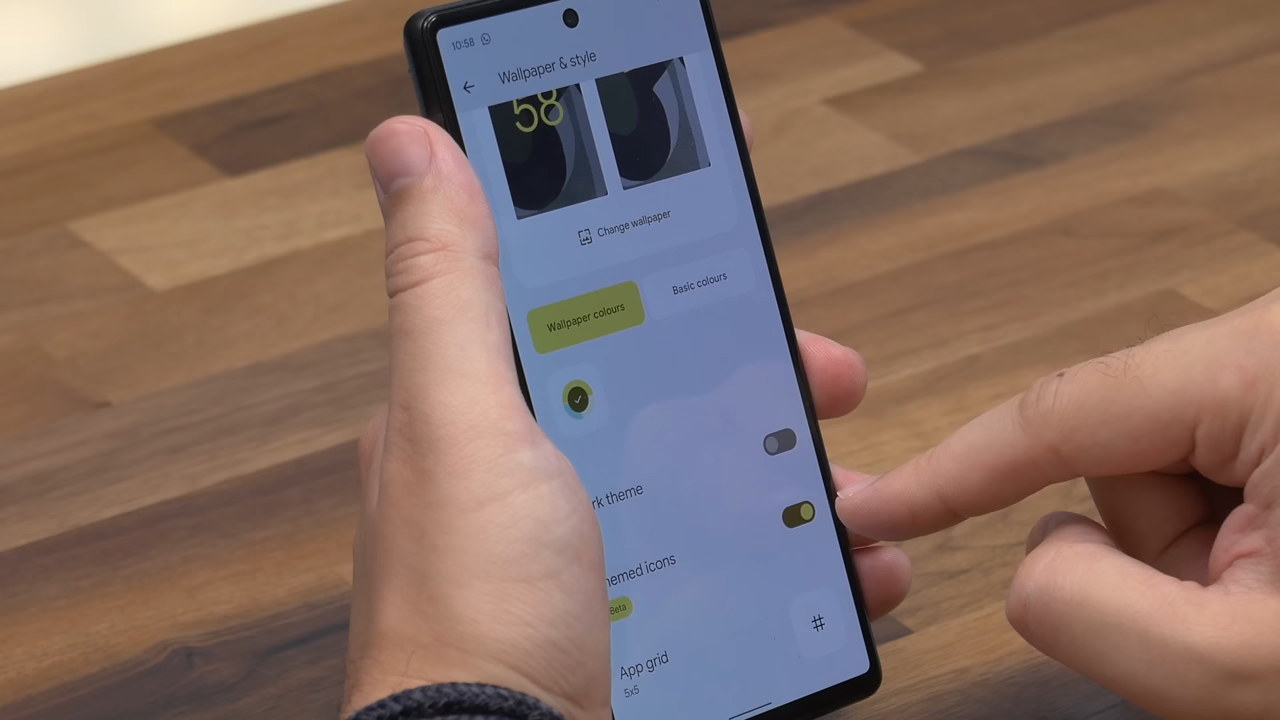 10:58
Wallpaper & style
58
Change wallpaper
Wallpaper colours
Basic colours
rk theme
hemed icons
Beta
App grid
5x5